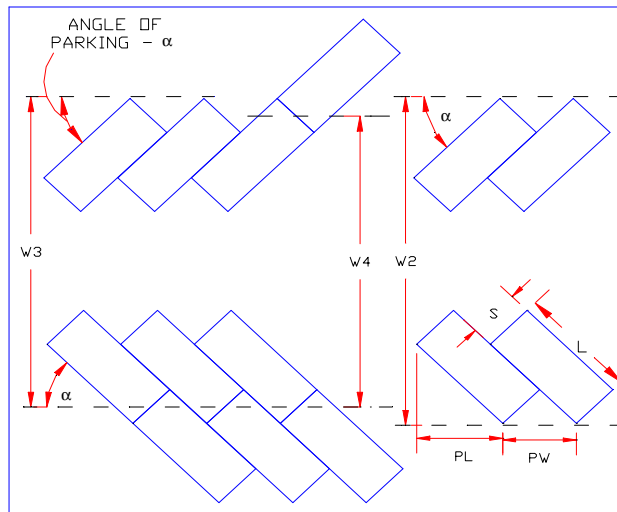 ANGLE OF
PARKING - α
α
W3
W4
W2
S
L
α
PL
PW